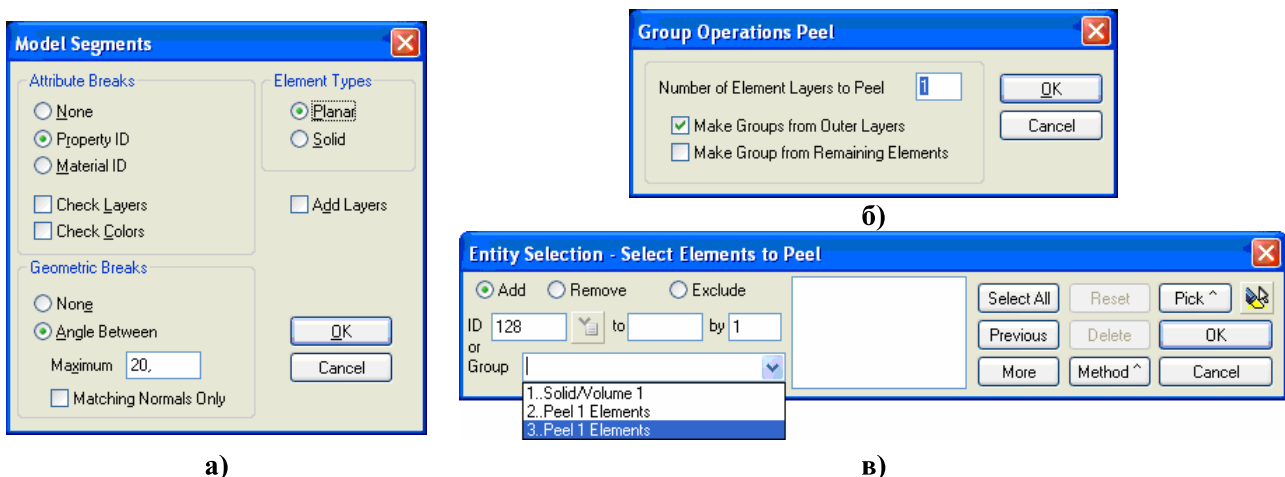 Model Segments
Attribute Breaks
None
Property ID
Material ID
Check Layers
Check Colors
Element Types
Planar
Solid
Add Layers
Geometric Breaks
None
Angle Between
Maximum 20,
Matching Normals Only
OK
Cancel
а)
Group Operations Peel
Number of Element Layers to Peel 1
Make Groups from Outer Layers
Make Group from Remaining Elements
OK
Cancel
б)
Entity Selection - Select Elements to Peel
Add Remove Exclude
ID 128 to by 1
or
Group
1..Solid/Volume 1
2..Peel 1 Elements
3..Peel 1 Elements
Select All Reset Pick ^
Previous Delete OK
More Method ^ Cancel
в)